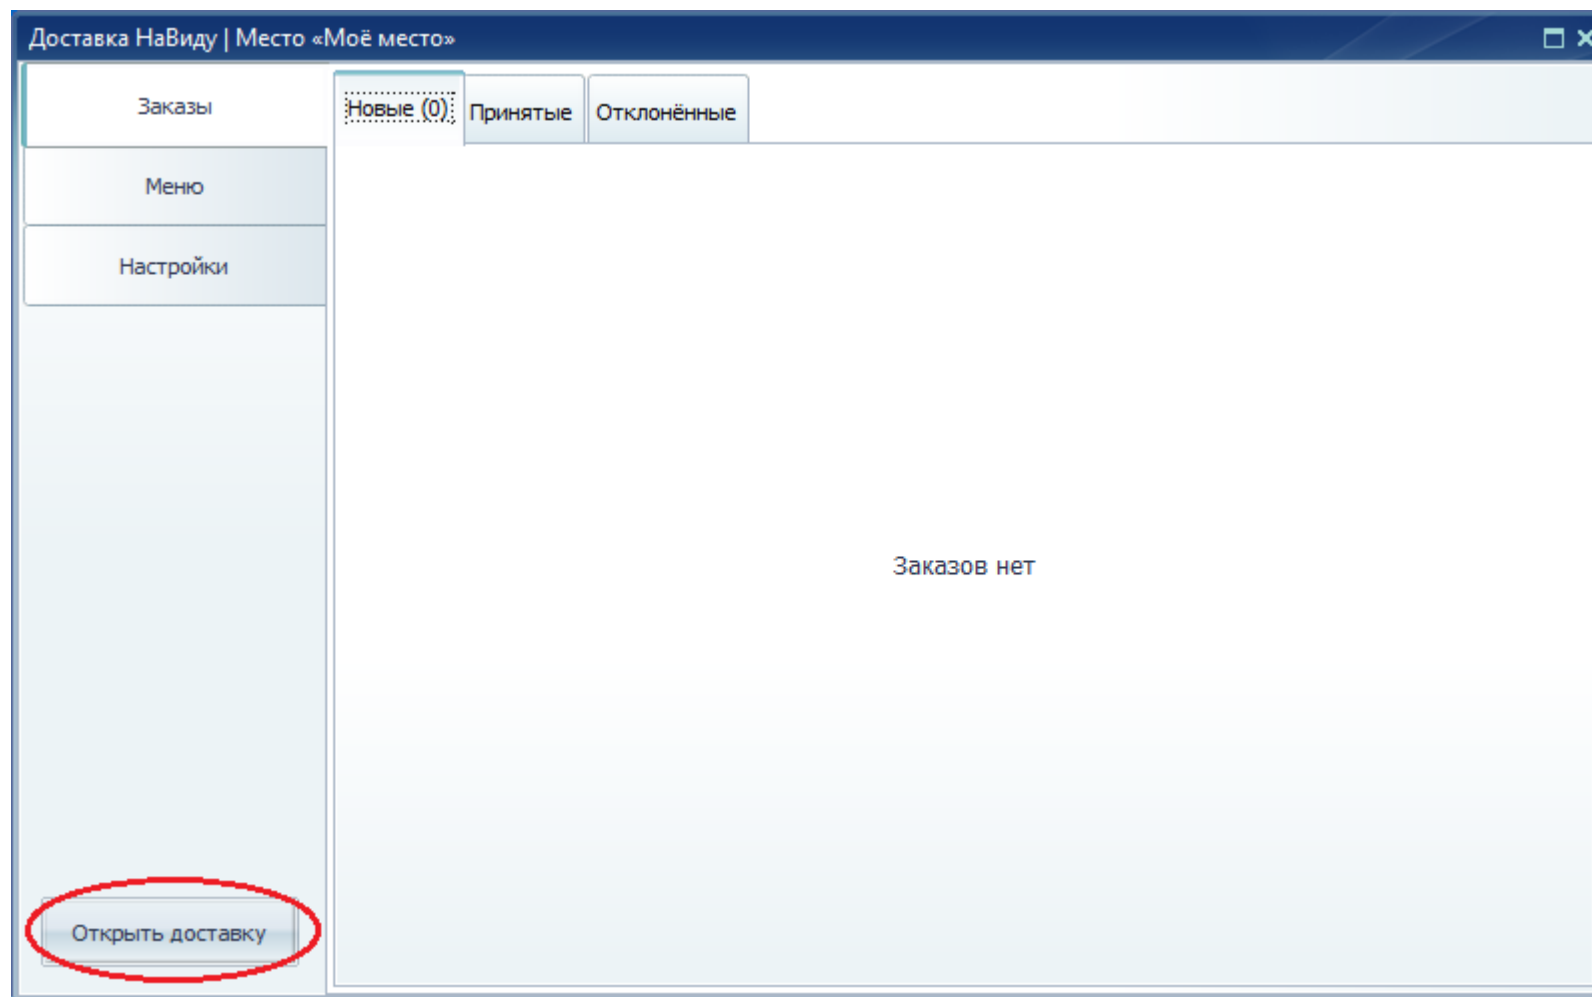 Доставка НаВиду | Место «Моё место»
Заказы
Новые (0)
Принятые
Отклонённые
Меню
Настройки
Заказов нет
Открыть доставку